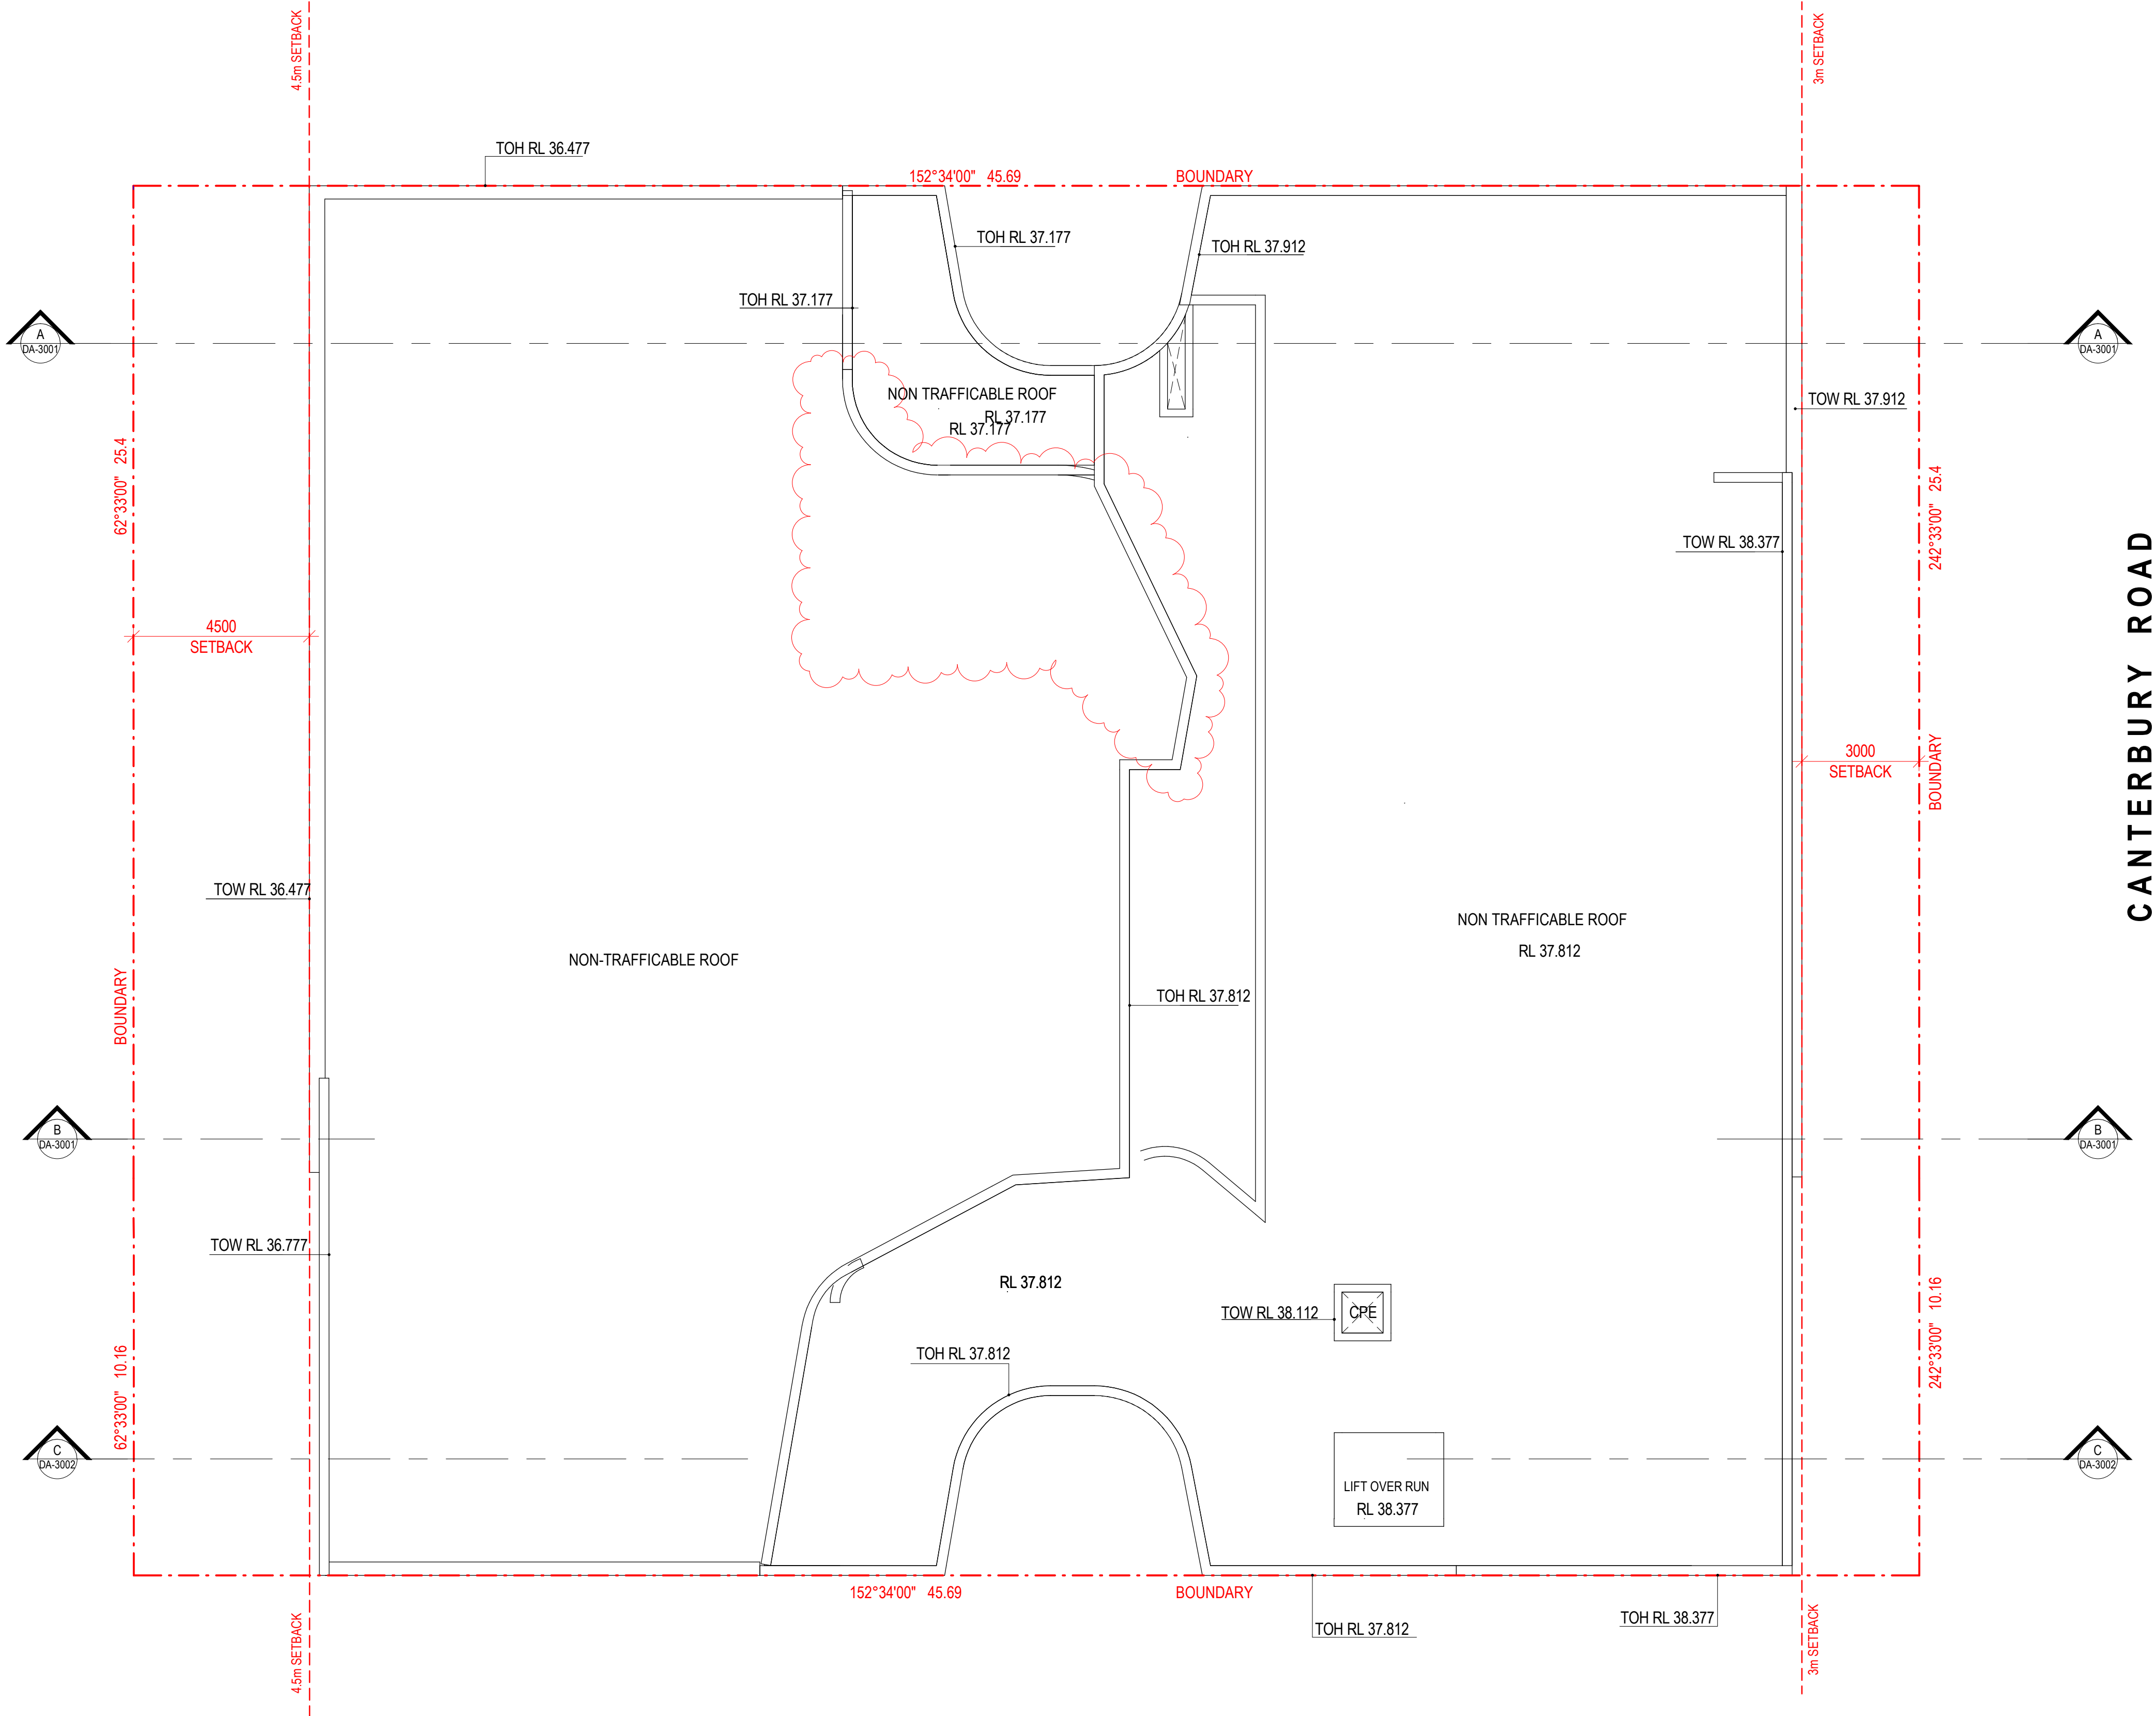 4.5m SETBACK
3m SETBACK
TOH RL 36.477
152°34'00" 45.69
BOUNDARY
TOH RL 37.177
TOH RL 37.912
TOH RL 37.177
A
DA-3001
A
DA-3001
NON TRAFFICABLE ROOF
RL 37.177
RL 37.177
TOW RL 37.912
62°33'00" 25.4
242°33'00" 25.4
TOW RL 38.377
CANTERBURY ROAD
4500
SETBACK
3000
SETBACK
BOUNDARY
TOW RL 36.477
NON TRAFFICABLE ROOF
RL 37.812
NON-TRAFFICABLE ROOF
BOUNDARY
TOH RL 37.812
B
DA-3001
B
DA-3001
TOW RL 36.777
RL 37.812
TOW RL 38.112
CPE
242°33'00" 10.16
62°33'00" 10.16
TOH RL 37.812
C
DA-3002
C
DA-3002
LIFT OVER RUN
RL 38.377
152°34'00" 45.69
BOUNDARY
TOH RL 37.812
TOH RL 38.377
4.5m SETBACK
3m SETBACK